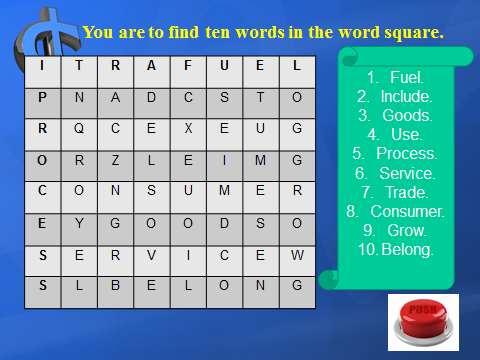 You are to find ten words in the word square.
I T R A F U E L
P N A D C S T O
R Q C E X E U G
O R Z L E I M G
C O N S U M E R
E Y G O O D S O
S E R V I C E W
S L B E L O N G
1. Fuel.
2. Include.
3. Goods.
4. Use.
5. Process.
6. Service.
7. Trade.
8. Consumer.
9. Grow.
10. Belong.
PUSH